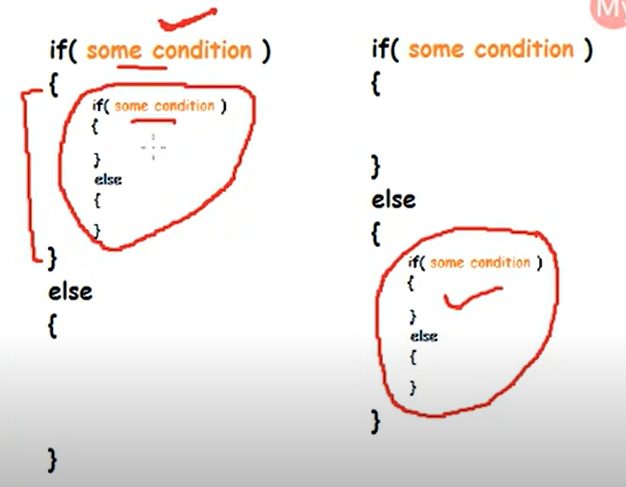 if( some condition )
{
if( some condition )
{
}
else
{
}
}
else
{
}
if( some condition )
{
}
else
{
if( some condition )
{
}
else
{
}
}
My